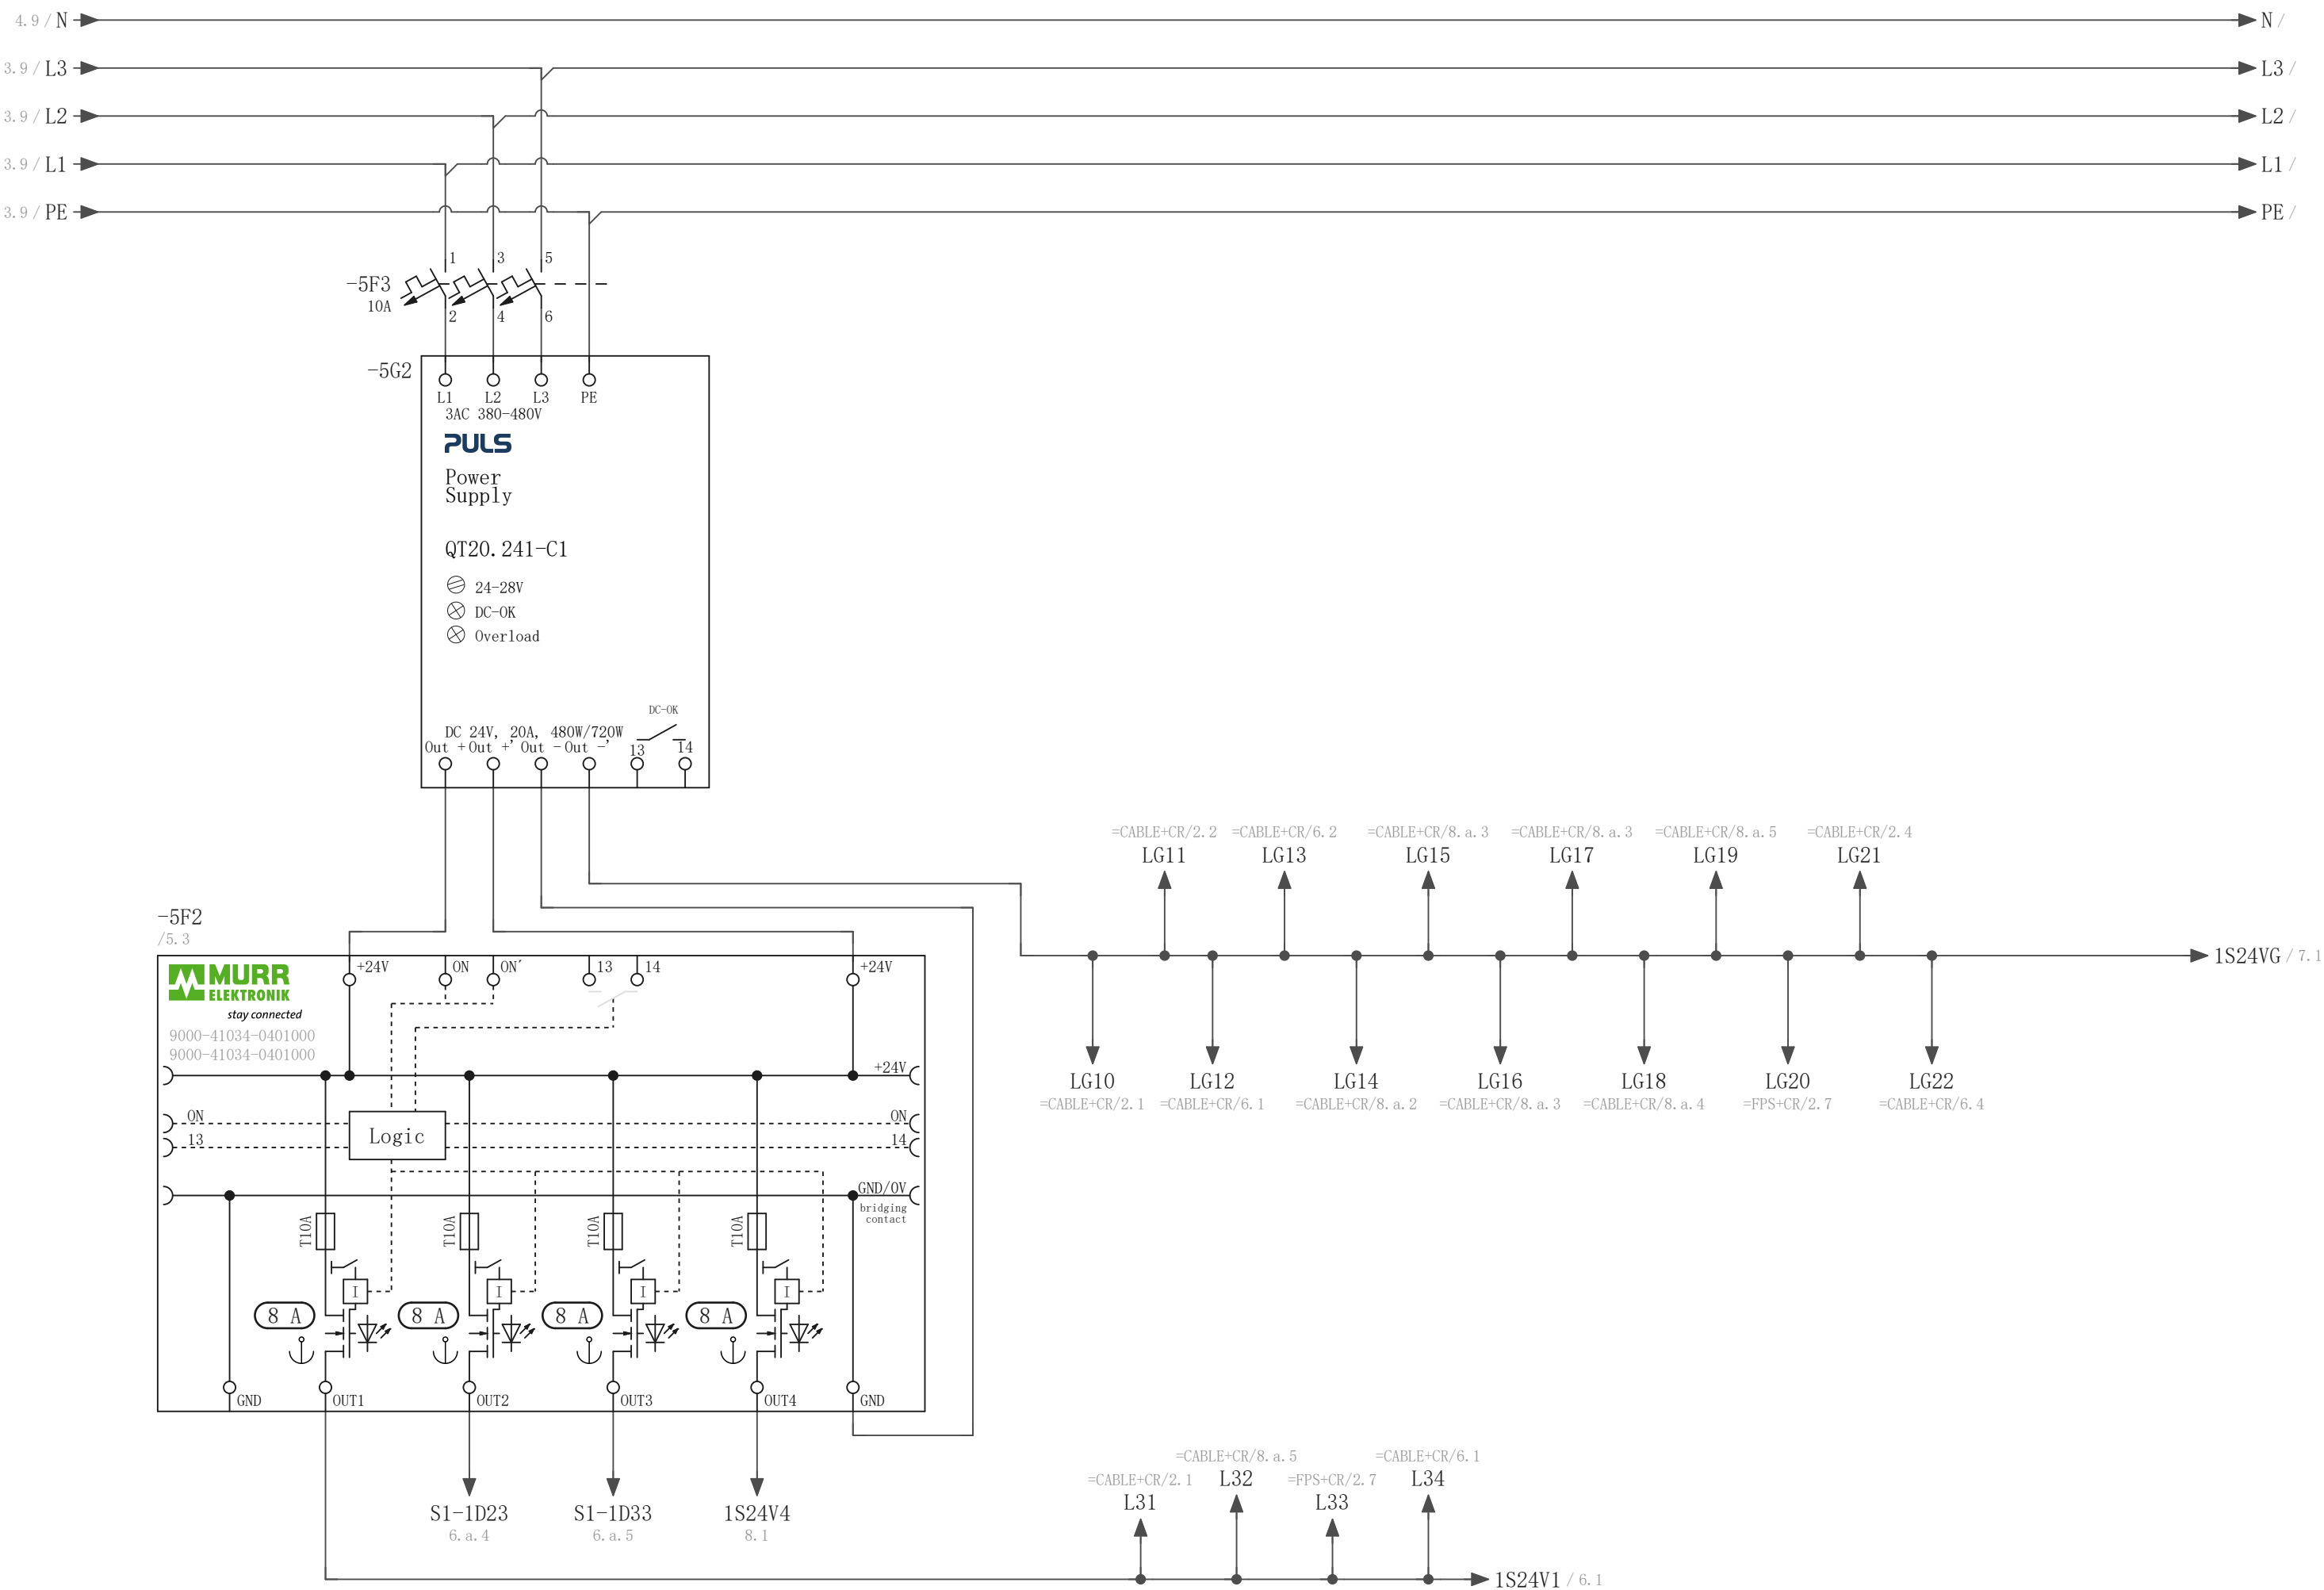 4.9 / N
N /
3.9 / L3
L3 /
3.9 / L2
L2 /
3.9 / L1
L1 /
3.9 / PE
PE /
1 3 5
-5F3
10A
2 4 6
-5G2
L1 L2 L3 PE
3AC 380-480V
PULS
Power
Supply
QT20.241-C1
24-28V
DC-OK
Overload
DC-OK
DC 24V, 20A, 480W/720W
Out + Out +' Out - Out -' 13 14
=CABLE+CR/2.2 =CABLE+CR/6.2 =CABLE+CR/8.a.3 =CABLE+CR/8.a.3 =CABLE+CR/8.a.5 =CABLE+CR/2.4
LG11 LG13 LG15 LG17 LG19 LG21
1S24VG / 7.1
LG10 LG12 LG14 LG16 LG18 LG20 LG22
=CABLE+CR/2.1 =CABLE+CR/6.1 =CABLE+CR/8.a.2 =CABLE+CR/8.a.3 =CABLE+CR/8.a.4 =FPS+CR/2.7 =CABLE+CR/6.4
-5F2
/5.3
+24V ON ON´ 13 14 +24V
MURR
ELEKTRONIK
stay connected
9000-41034-0401000
9000-41034-0401000
+24V
ON ON
13 14
Logic
GND/0V
bridging
contact
T10A T10A T10A T10A
I I I I
8 A 8 A 8 A 8 A
GND OUT1 OUT2 OUT3 OUT4 GND
S1-1D23 S1-1D33 1S24V4
6.a.4 6.a.5 8.1
=CABLE+CR/8.a.5 =CABLE+CR/6.1
=CABLE+CR/2.1 L32 =FPS+CR/2.7 L34
L31 L33
1S24V1 / 6.1